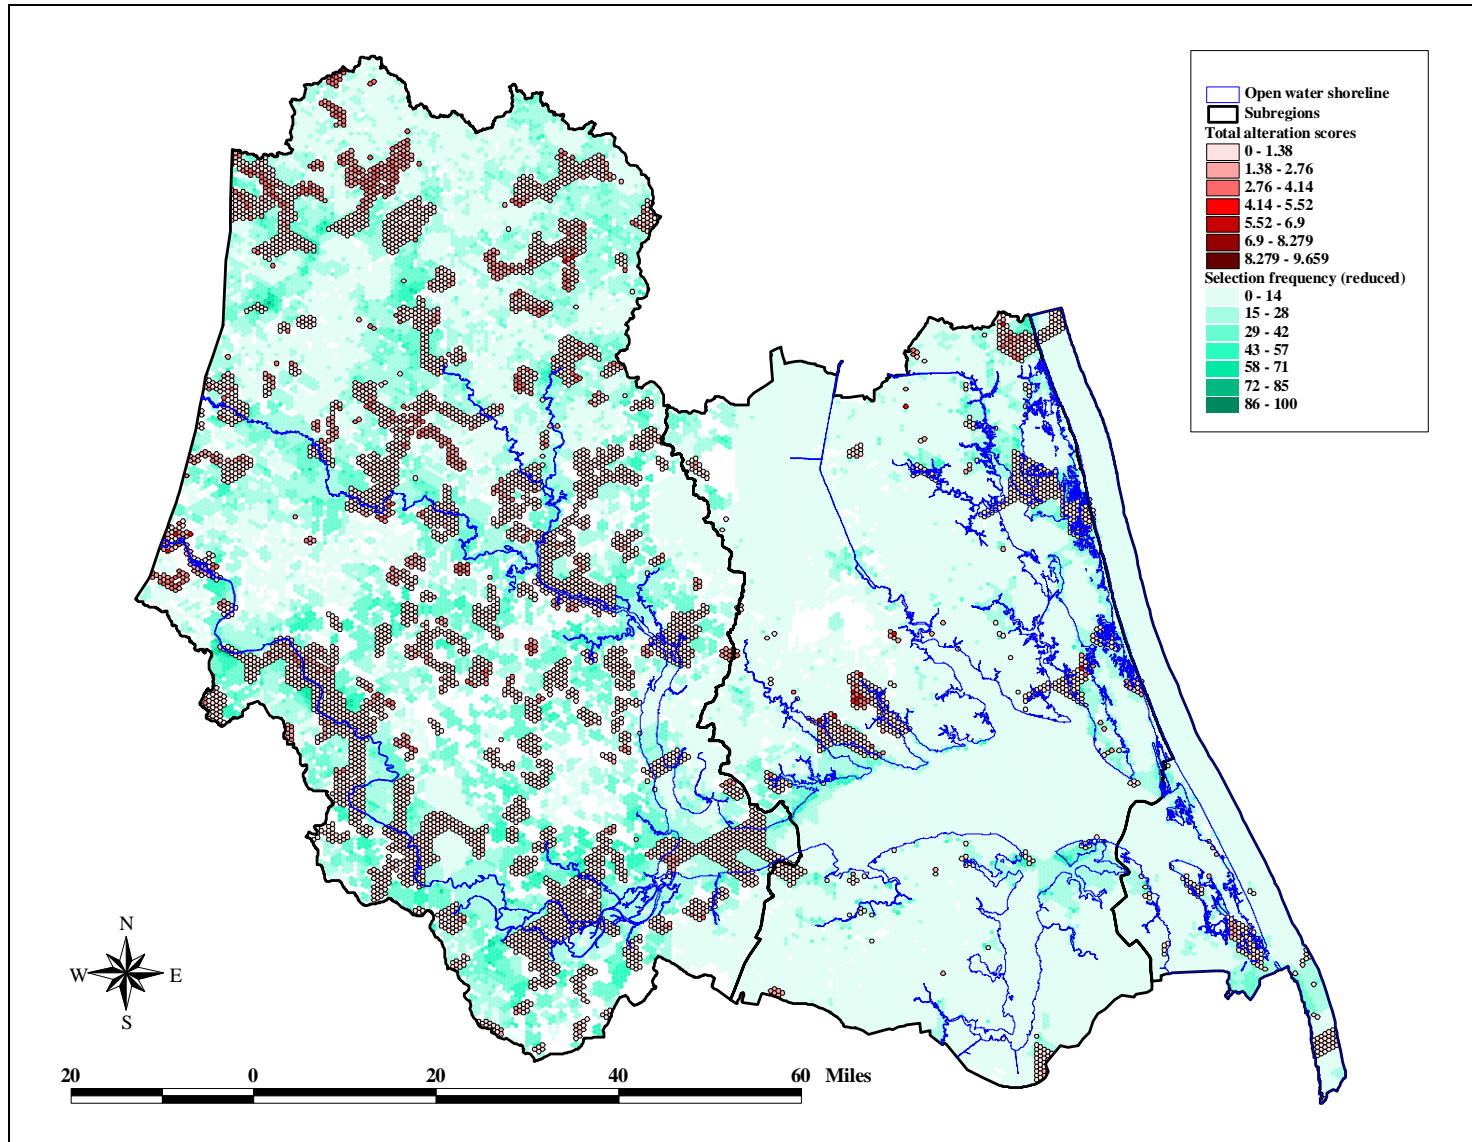 Open water shoreline
Subregions
Total alteration scores
0 - 1.38
1.38 - 2.76
2.76 - 4.14
4.14 - 5.52
5.52 - 6.9
6.9 - 8.279
8.279 - 9.659
Selection frequency (reduced)
0 - 14
15 - 28
29 - 42
43 - 57
58 - 71
72 - 85
86 - 100
N
W E
S
20 0 20 40 60 Miles